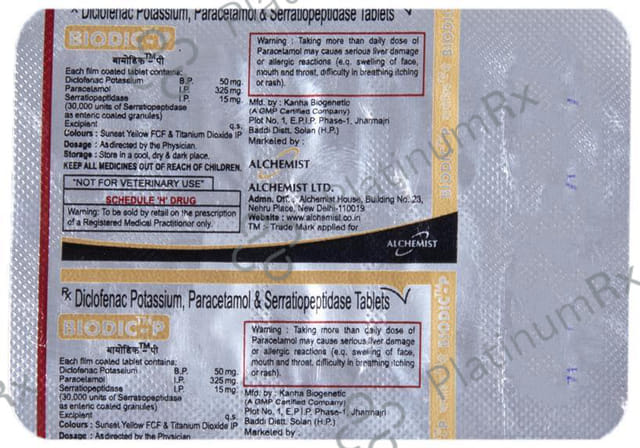 Rx Diclofenac Potassium, Paracetamol & Serratiopeptidase Tablets
BIODIC-P
TM
बायोडिक - पी
Each film coated tablet contains:
Diclofenac Potassium B.P. 50 mg.
Paracetamol I.P. 325 mg.
Serratiopeptidase I.P. 15 mg.
(30,000 units of Serratiopeptidase
as enteric coated granules)
Excipient q.s.
Colours : Sunset Yellow FCF & Titanium Dioxide IP
Dosage : As directed by the Physician.
Storage : Store in a cool, dry & dark place.
KEEP ALL MEDICINES OUT OF REACH OF CHILDREN.
"NOT FOR VETERINARY USE"
SCHEDULE 'H' DRUG
Warning: To be sold by retail on the prescription
of a Registered Medical Practitioner only.
Warning : Taking more than daily dose of
Paracetamol may cause serious liver damage
or allergic reactions (e.g. swelling of face,
mouth and throat, difficulty in breathing itching
or rash).
Mfd. by : Kanha Biogenetic
(A GMP Certified Company)
Plot No. 1, E.P.I.P. Phase-1, Jharmajri
Baddi Distt. Solan (H.P.)
Marketed by :
ALCHEMIST
ALCHEMIST LTD.
Admn. Off. : Alchemist House, Building No. 23,
Nehru Place, New Delhi-110019
Website : www.alchemist.co.in
TM :- Trade Mark applied for
ALCHEMIST
BIODIC-P
Rx Diclofenac Potassium, Paracetamol & Serratiopeptidase Tablets
BIODIC-P
TM
बायोडिक - पी
Each film coated tablet contains:
Diclofenac Potassium B.P. 50 mg.
Paracetamol I.P. 325 mg.
Serratiopeptidase I.P. 15 mg.
(30,000 units of Serratiopeptidase
as enteric coated granules)
Excipient q.s.
Colours : Sunset Yellow FCF & Titanium Dioxide IP
Dosage : As directed by the Physician.
Warning : Taking more than daily dose of
Paracetamol may cause serious liver damage
or allergic reactions (e.g. swelling of face,
mouth and throat, difficulty in breathing itching
or rash).
Mfd. by : Kanha Biogenetic
(A GMP Certified Company)
Plot No. 1, E.P.I.P. Phase-1, Jharmajri
Baddi Distt. Solan (H.P.)
Marketed by :
BIODIC-P
PlatinumRx
PlatinumRx